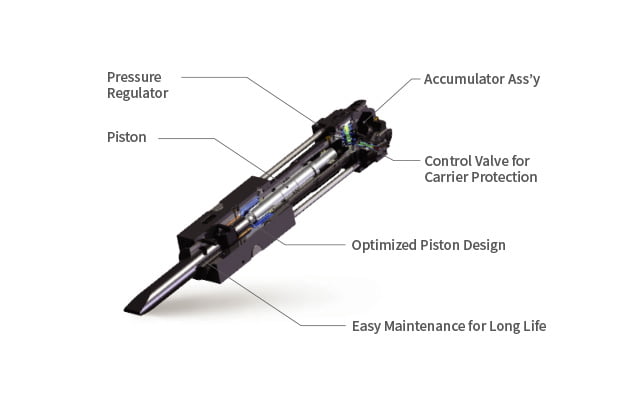 Pressure
Regulator
Accumulator Ass'y
Piston
Control Valve for
Carrier Protection
Optimized Piston Design
Easy Maintenance for Long Life